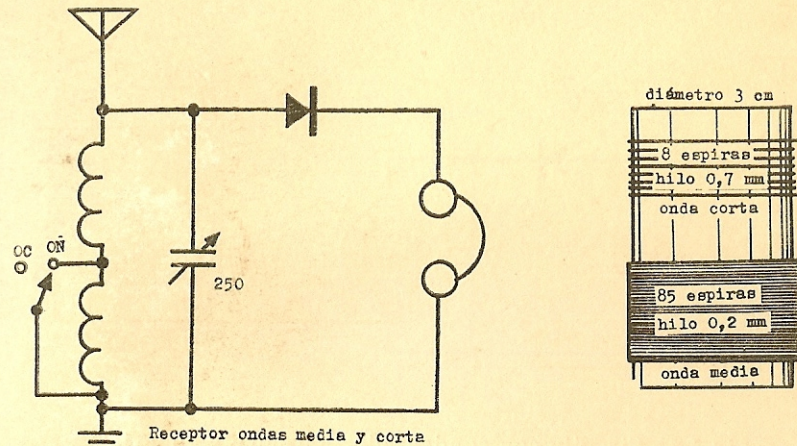 diámetro 3 cm
8 espiras
hilo 0,7 mm
onda corta
OC OÑ
250
85 espiras
hilo 0,2 mm
onda media
Receptor ondas media y corta